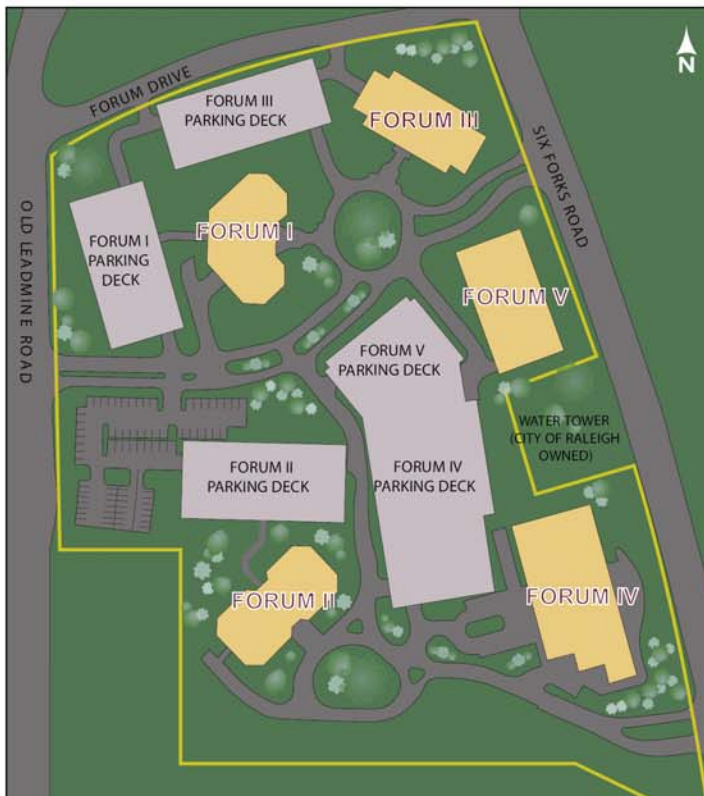 N
FORUM DRIVE
FORUM III
PARKING DECK
FORUM III
SIX FORKS ROAD
OLD LEADMINE ROAD
FORUM I
PARKING DECK
FORUM I
FORUM V
FORUM V
PARKING DECK
WATER TOWER
(CITY OF RALEIGH
OWNED)
FORUM II
PARKING DECK
FORUM IV
PARKING DECK
FORUM II
FORUM IV